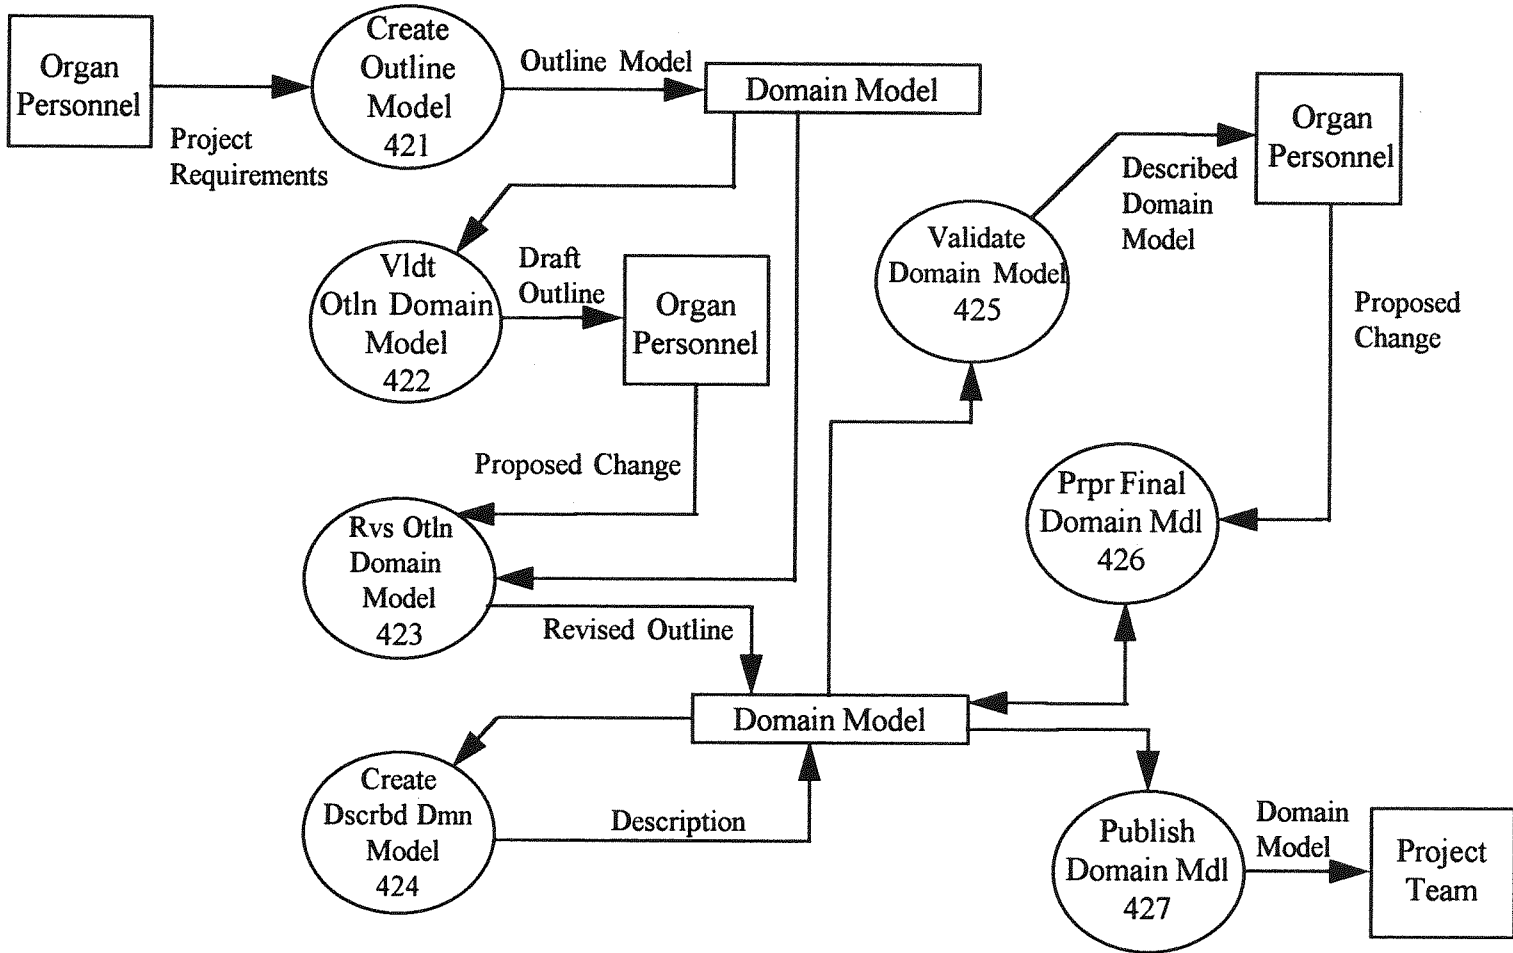 Organ
Personnel
Project
Requirements
Create
Outline
Model
421
Outline Model
Domain Model
Vldt
Otln Domain
Model
422
Draft
Outline
Organ
Personnel
Proposed Change
Rvs Otln
Domain
Model
423
Revised Outline
Domain Model
Create
Dscrbd Dmn
Model
424
Description
Validate
Domain Model
425
Described
Domain
Model
Organ
Personnel
Proposed
Change
Prpr Final
Domain Mdl
426
Publish
Domain Mdl
427
Domain
Model
Project
Team